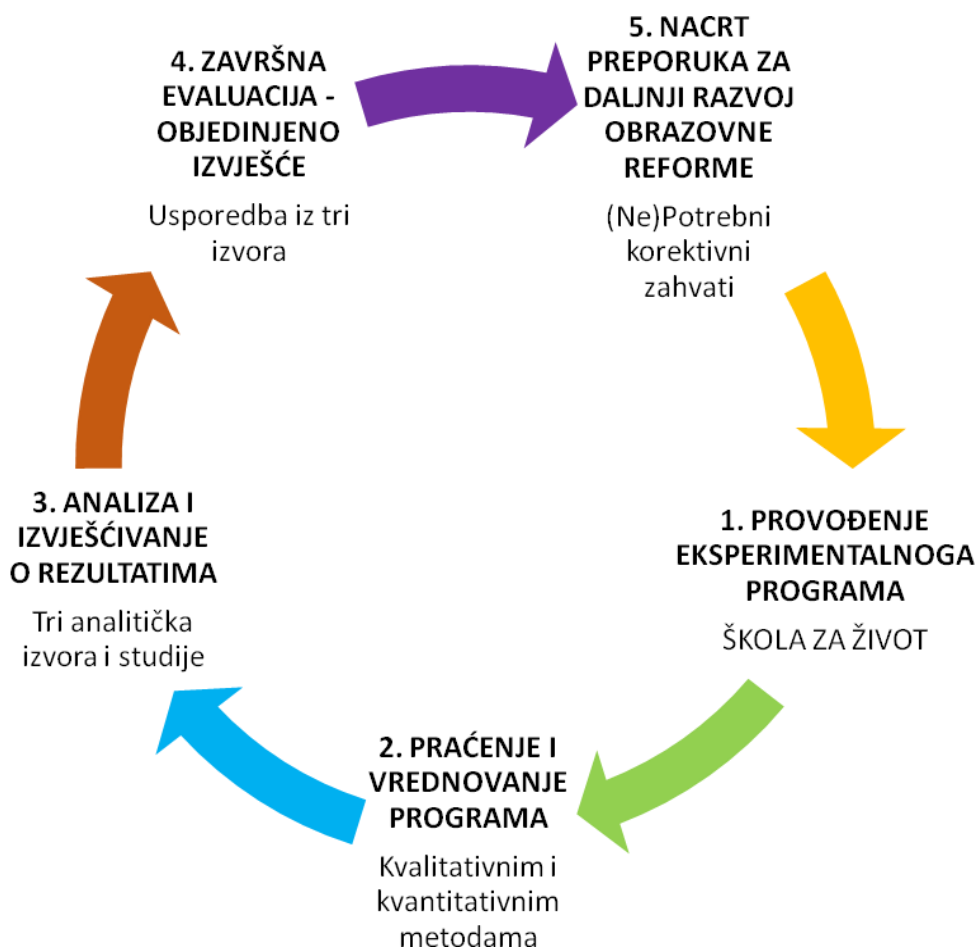 1. PROVOĐENJE
EKSPERIMENTALNOGA
PROGRAMA
ŠKOLA ZA ŽIVOT
2. PRAĆENJE I
VREDNOVANJE
PROGRAMA
Kvalitativnim i
kvantitativnim
metodama
3. ANALIZA I
IZVJEŠĆIVANJE
O REZULTATIMA
Tri analitička
izvora i studije
4. ZAVRŠNA
EVALUACIJA -
OBJEDINJENO
IZVJEŠĆE
Usporedba iz tri
izvora
5. NACRT
PREPORUKA ZA
DALJNJI RAZVOJ
OBRAZOVNE
REFORME
(Ne)Potrebni
korektivni
zahvati